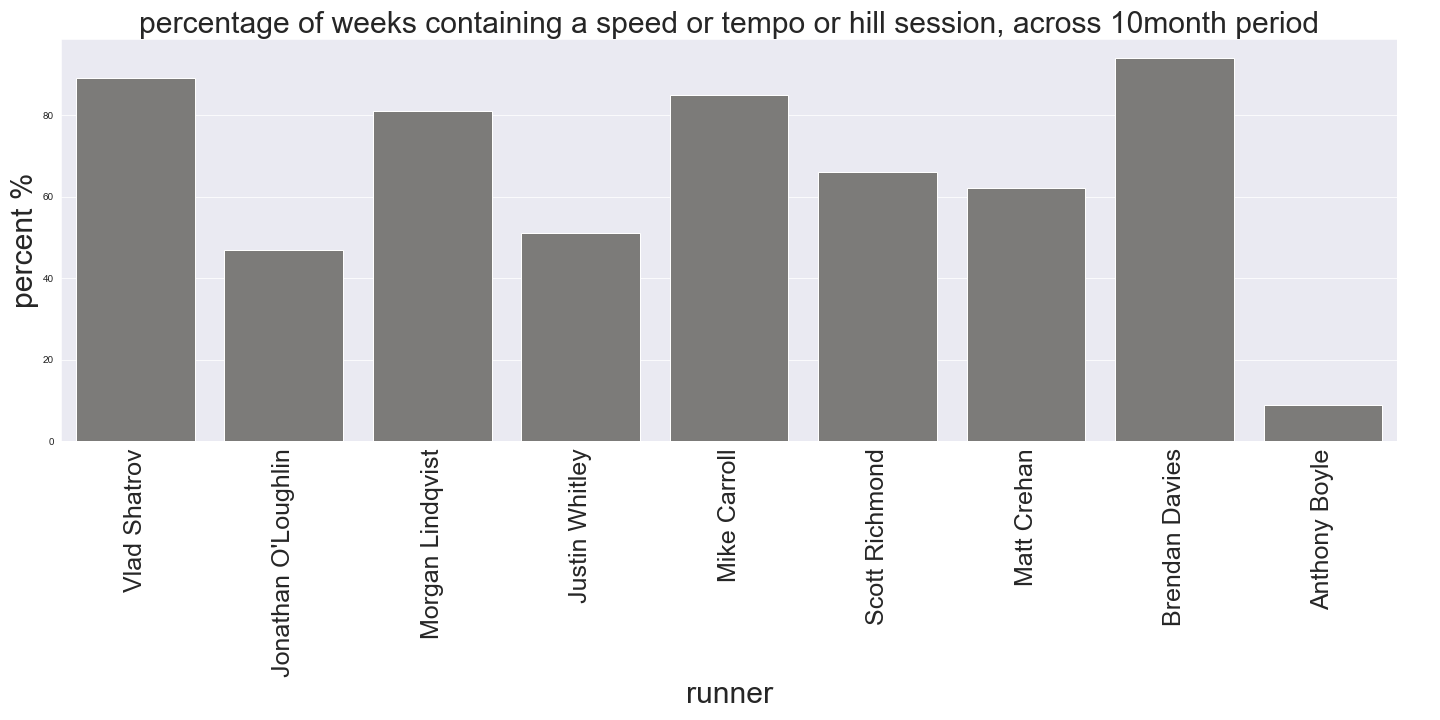 percentage of weeks containing a speed or tempo or hill session, across 10month period
percent %
80
60
40
20
0
Vlad Shatrov
Jonathan O'Loughlin
Morgan Lindqvist
Justin Whitley
Mike Carroll
Scott Richmond
Matt Crehan
Brendan Davies
Anthony Boyle
runner